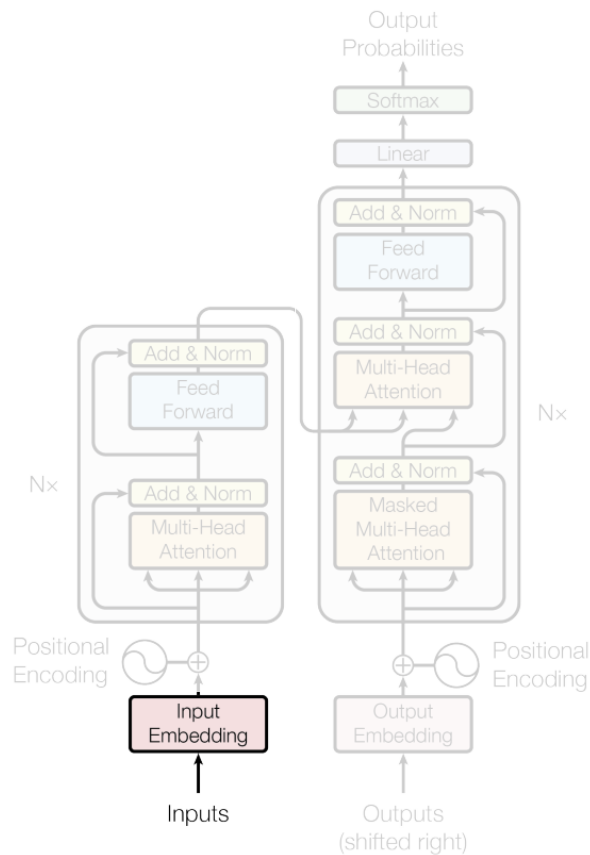 Output
Probabilities
Softmax
Linear
Add & Norm
Feed
Forward
Add & Norm
Multi-Head
Attention
Add & Norm
Masked
Multi-Head
Attention
N×
Add & Norm
Feed
Forward
Add & Norm
Multi-Head
Attention
N×
Positional
Encoding
Positional
Encoding
Input
Embedding
Output
Embedding
Inputs
Outputs
(shifted right)